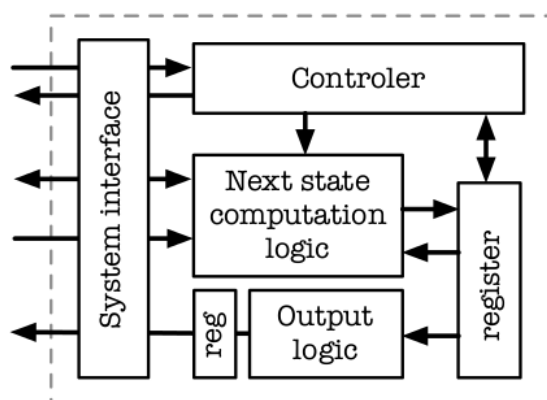 Controler
System interface
Next state
computation
logic
register
reg
Output
logic